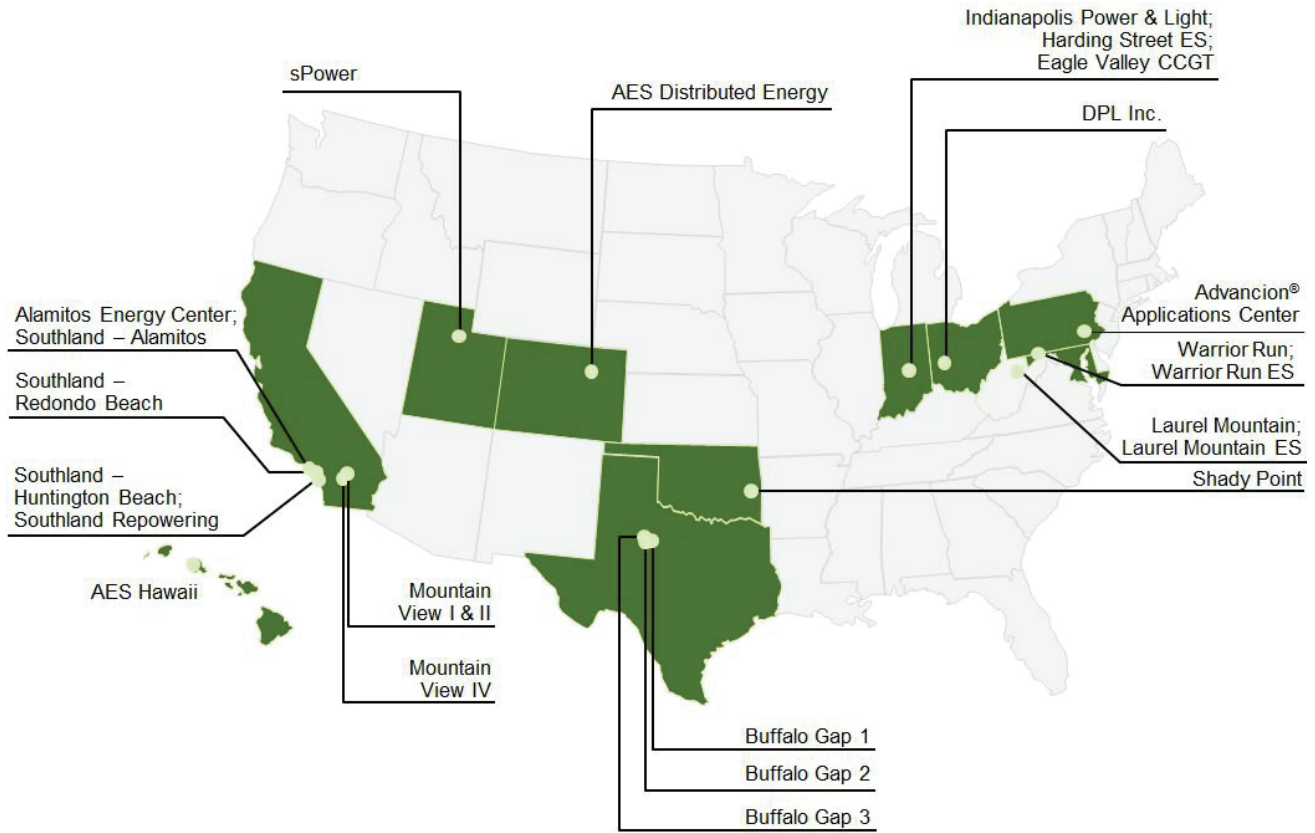 Indianapolis Power & Light;
Harding Street ES;
Eagle Valley CCGT
sPower
AES Distributed Energy
DPL Inc.
Advancion®
Applications Center
Alamitos Energy Center;
Southland – Alamitos
Warrior Run;
Warrior Run ES
Southland –
Redondo Beach
Laurel Mountain;
Laurel Mountain ES
Southland –
Huntington Beach;
Southland Repowering
Shady Point
AES Hawaii
Mountain
View I & II
Mountain
View IV
Buffalo Gap 1
Buffalo Gap 2
Buffalo Gap 3